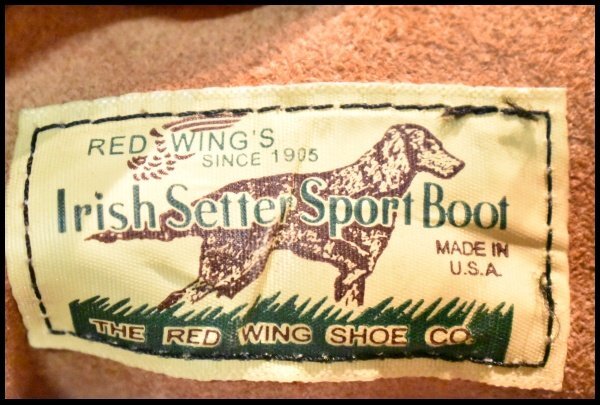 RED WING'S
SINCE 1905
Irish Setter Sport Boot
MADE IN
U.S.A.
THE RED WING SHOE CO.